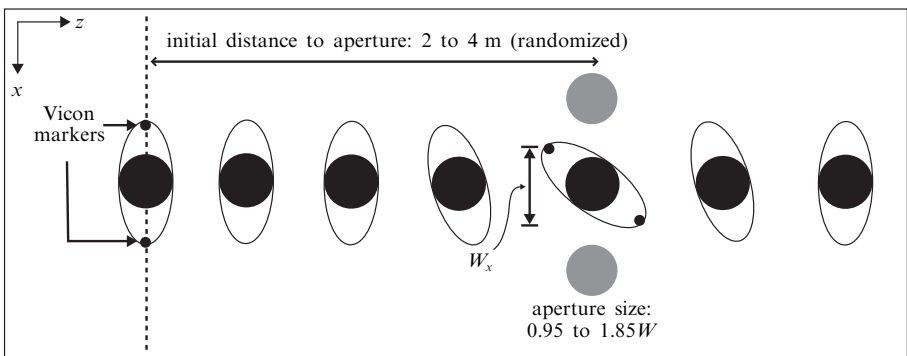 z
initial distance to aperture: 2 to 4 m (randomized)
x
Vicon
markers
Wx
aperture size:
0.95 to 1.85W